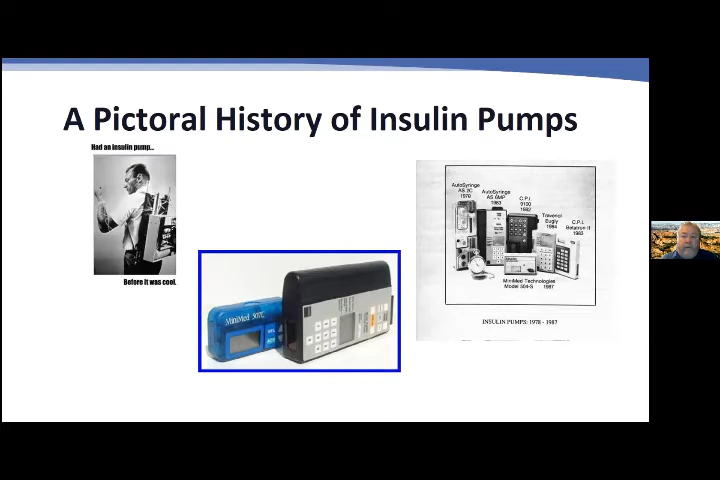 A Pictoral History of Insulin Pumps
Had an insulin pump...
Before it was cool.
MiniMed 507C
AutoSyringe
AS 2C
1979
AutoSyringe
AS 6MP
1983
C.P.I.
9100
1982
Travenol
Eugly
1984
C.P.I.
Betatron II
1983
MiniMed Technologies
Model 504-S 1987
INSULIN PUMPS: 1978 - 1987